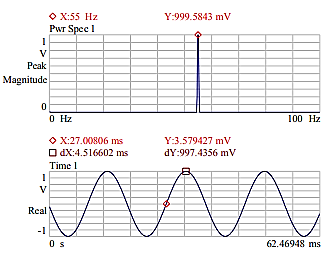 ◇ X:55 Hz Y:999.5843 mV
Pwr Spec 1
1
V
Peak
Magnitude
0
0 Hz 100 Hz
◇ X:27.00806 ms Y:3.579427 mV
□ dX:4.516602 ms dY:997.4356 mV
Time 1
1
V
Real
-1
0 s 62.46948 ms